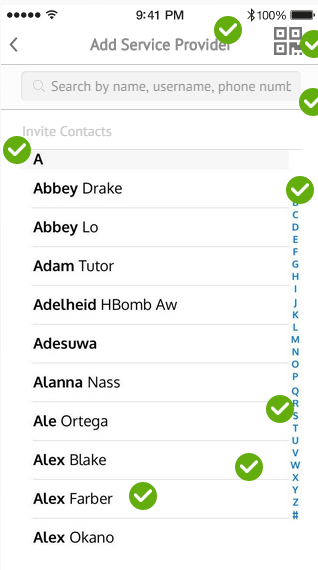 9:41 PM 100%
Add Service Provider
Search by name, username, phone numb
Invite Contacts
A
Abbey Drake
Abbey Lo
Adam Tutor
Adelheid HBomb Aw
Adesuwa
Alanna Nass
Ale Ortega
Alex Blake
Alex Farber
Alex Okano
B
C
D
E
F
G
H
I
J
K
L
M
N
O
P
Q
R
S
T
U
V
W
X
Y
Z
#